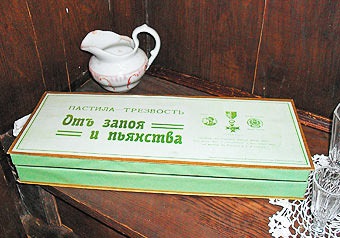 ПАСТИЛА–ТРЕЗВОСТЬ
Отъ запоя
и пьянства